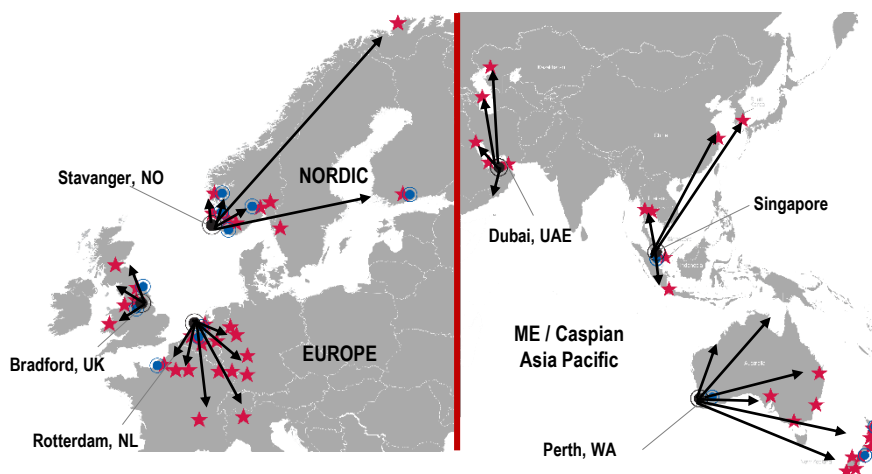 Stavanger, NO
NORDIC
Bradford, UK
EUROPE
Rotterdam, NL
Dubai, UAE
Singapore
ME / Caspian
Asia Pacific
Perth, WA